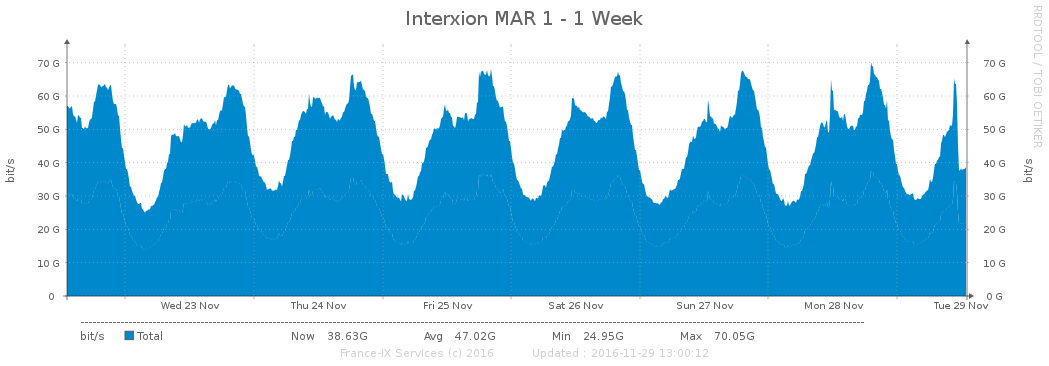 Interxion MAR 1 - 1 Week
RRDTOOL / TOBI OETIKER
bit/s
70 G
60 G
50 G
40 G
30 G
20 G
10 G
0
70 G
60 G
50 G
40 G
30 G
20 G
10 G
0 G
bit/s
Wed 23 Nov Thu 24 Nov Fri 25 Nov Sat 26 Nov Sun 27 Nov Mon 28 Nov Tue 29 Nov
bit/s Total Now 38.63G Avg 47.02G Min 24.95G Max 70.05G
France-IX Services (c) 2016 Updated : 2016-11-29 13:00:12